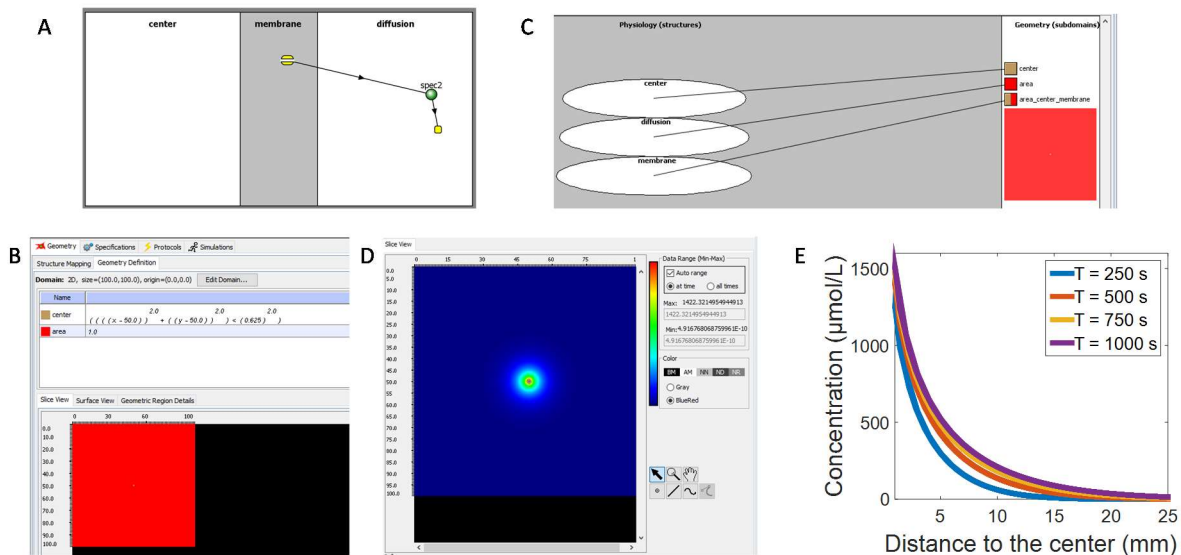 A
center membrane diffusion
spec2
C
Physiology (structures) Geometry (subdomains)
center
diffusion
membrane
center
area
area_center_membrane
B
Geometry Specifications Protocols Simulations
Structure Mapping Geometry Definition
Domain: 2D, size=(100.0,100.0), origin=(0.0,0.0) Edit Domain...
Name
2.0 2.0 2.0
center ( ( ( ( x - 50.0 ) ) + ( ( y - 50.0 ) ) ) < ( 0.625 ) )
area 1.0
Slice View Surface View Geometric Region Details
0 50 100
0.0
10.0
20.0
30.0
40.0
50.0
60.0
70.0
80.0
90.0
100.0
D
Slice View
0 15 30 45 60 75 90 1
0.0
5.0
10.0
15.0
20.0
25.0
30.0
35.0
40.0
45.0
50.0
55.0
60.0
65.0
70.0
75.0
80.0
85.0
90.0
95.0
100.0
Data Range (Min-Max)
Auto range
at time all times
Max: 1422.3214954944913
1422.3214954944913
Min: 4.916768068759961E-10
4.916768068759961E-10
Color
BM AM NN ND NR
Gray
BlueRed
E
Concentration (µmol/L)
1500
1000
500
0
T = 250 s
T = 500 s
T = 750 s
T = 1000 s
5 10 15 20 25
Distance to the center (mm)